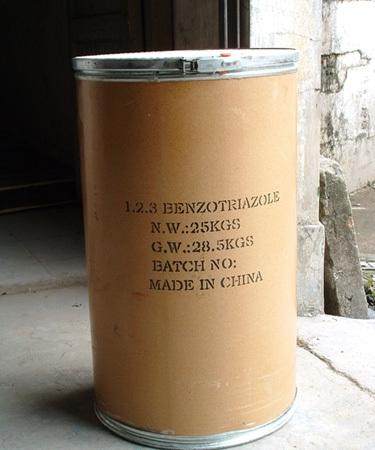 1.2.3 BENZOTRIAZOLE
N.W.:25KGS
G.W.:28.5KGS
BATCH NO:
MADE IN CHINA